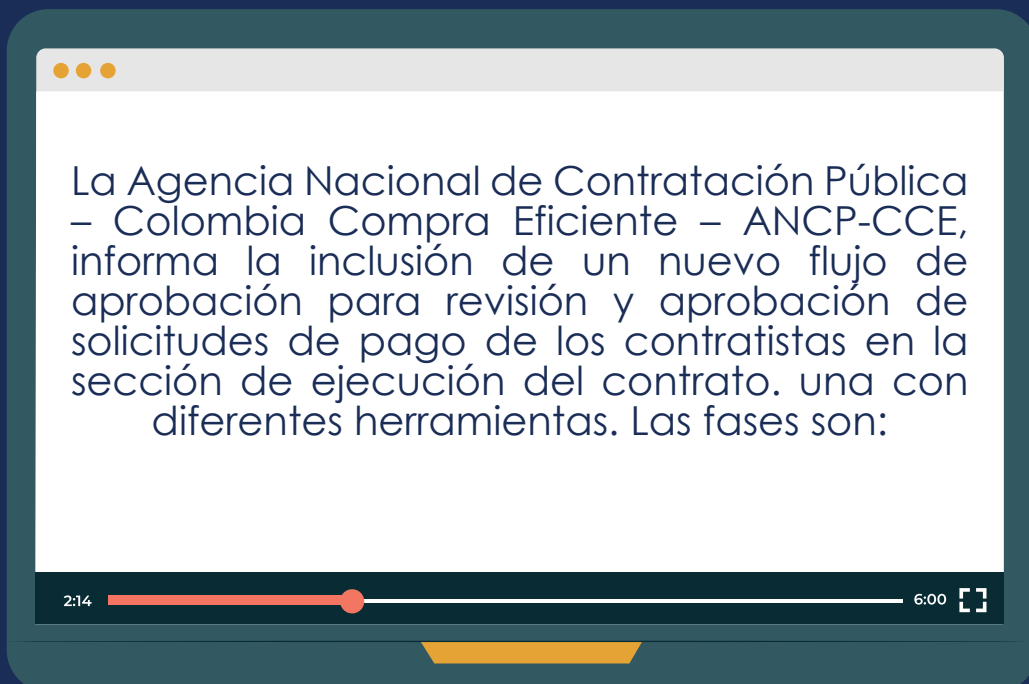 La Agencia Nacional de Contratación Pública
– Colombia Compra Eficiente – ANCP-CCE,
informa la inclusión de un nuevo flujo de
aprobación para revisión y aprobación de
solicitudes de pago de los contratistas en la
sección de ejecución del contrato. una con
diferentes herramientas. Las fases son:
2:14
6:00